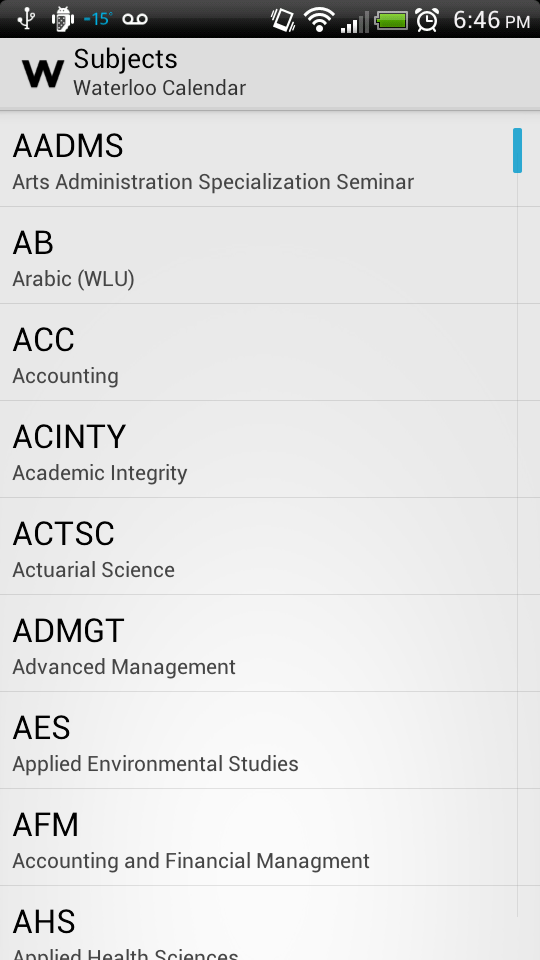 -15° 6:46 PM
W Subjects
Waterloo Calendar
AADMS
Arts Administration Specialization Seminar
AB
Arabic (WLU)
ACC
Accounting
ACINTY
Academic Integrity
ACTSC
Actuarial Science
ADMGT
Advanced Management
AES
Applied Environmental Studies
AFM
Accounting and Financial Managment
AHS
Applied Health Sciences